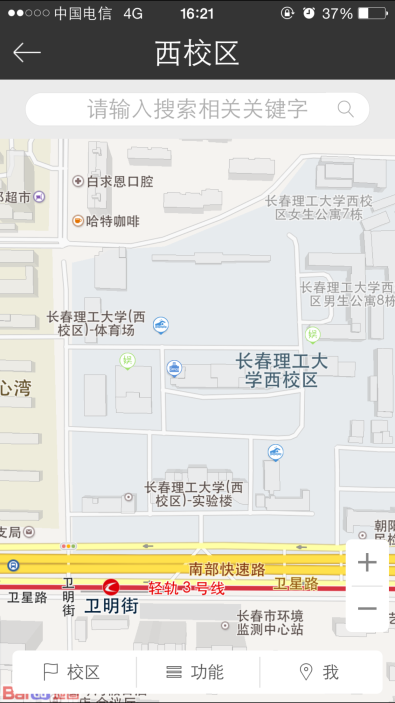 中国电信 4G 16:21 37%
西校区
请输入搜索相关关键字
白求恩口腔
超市
哈特咖啡
长春理工大学西校
区女生公寓7栋
长春理工大学西
区男生公寓8栋
长春理工大学(西
校区)-体育场
长春理工大
学西校区
心湾
长春理工大学(西
校区)-实验楼
支局
朝阳
南部快速路
卫星路
卫明街
轻轨3号线
卫星路
卫明街
长春市环境
监测中心站
+
−
校区 功能 我